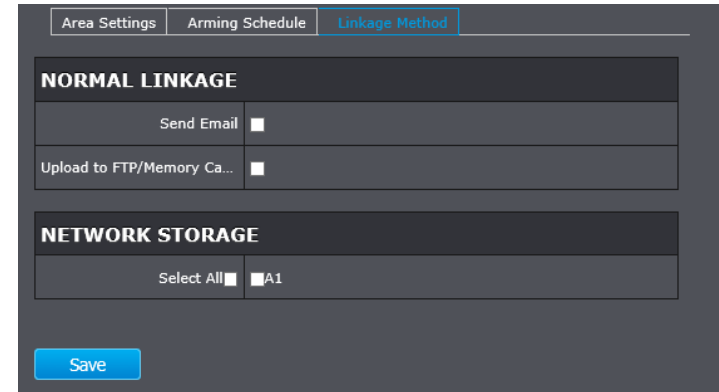 Area Settings Arming Schedule Linkage Method
NORMAL LINKAGE
Send Email
Upload to FTP/Memory Ca...
NETWORK STORAGE
Select All A1
Save